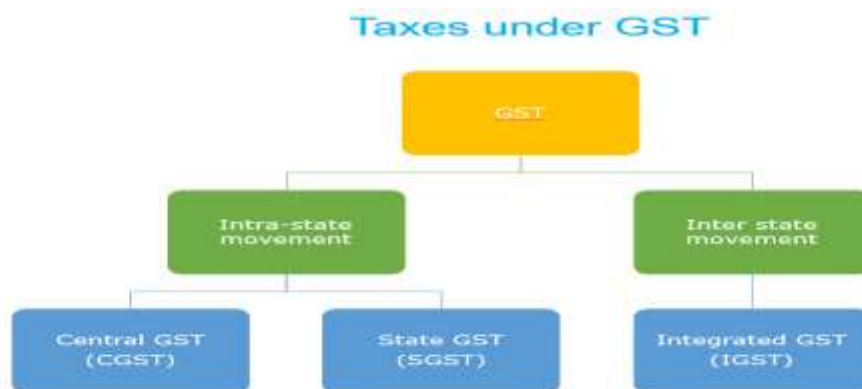 Taxes under GST
GST
Intra-state
movement
Inter state
movement
Central GST
(CGST)
State GST
(SGST)
Integrated GST
(IGST)